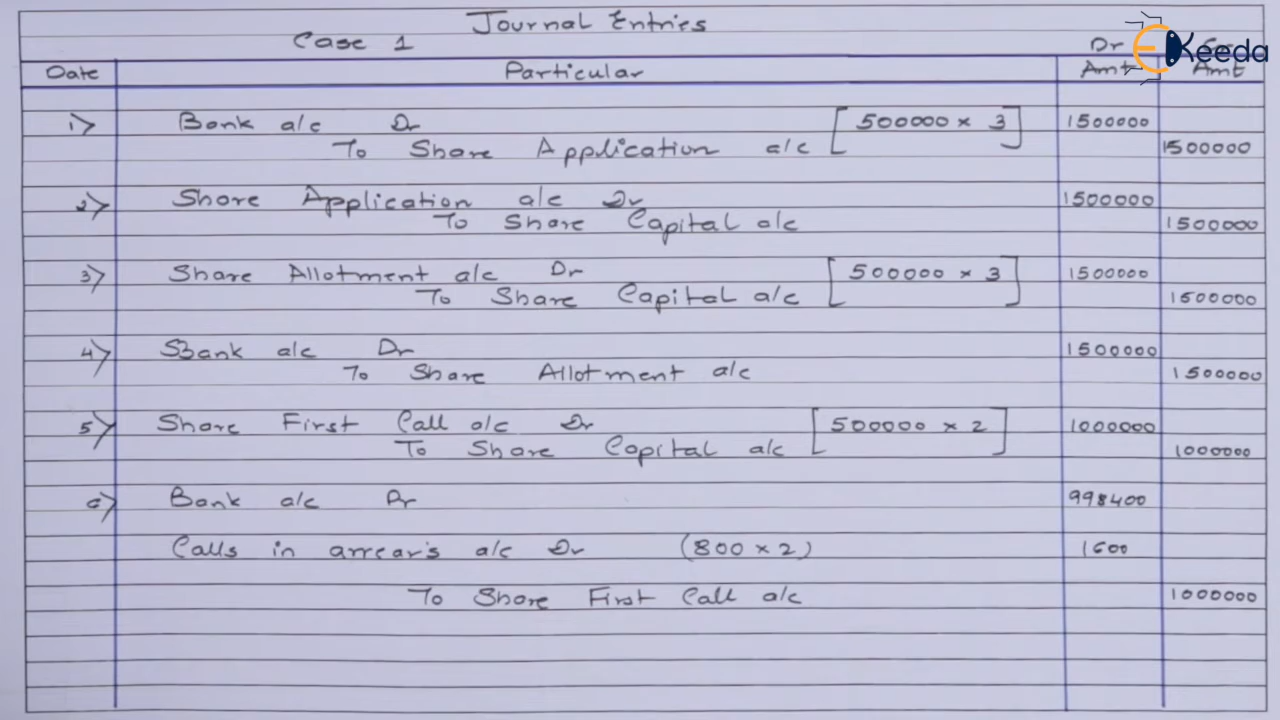 Journal Entries
Case 1
Dr
Keeda
Date Particular Amt Amt
1> Bank a/c Dr [500000 × 3] 1500000
To Share Application a/c 1500000
2> Share Application a/c Dr 1500000
To Share Capital a/c 1500000
3> Share Allotment a/c Dr [500000 × 3] 1500000
To Share Capital a/c 1500000
4> Bank a/c Dr 1500000
To Share Allotment a/c 1500000
5> Share First Call a/c Dr [500000 × 2] 1000000
To Share Capital a/c 1000000
6> Bank a/c Dr 998400
Calls in arrear's a/c Dr (800 × 2) 1600
To Share First Call a/c 1000000